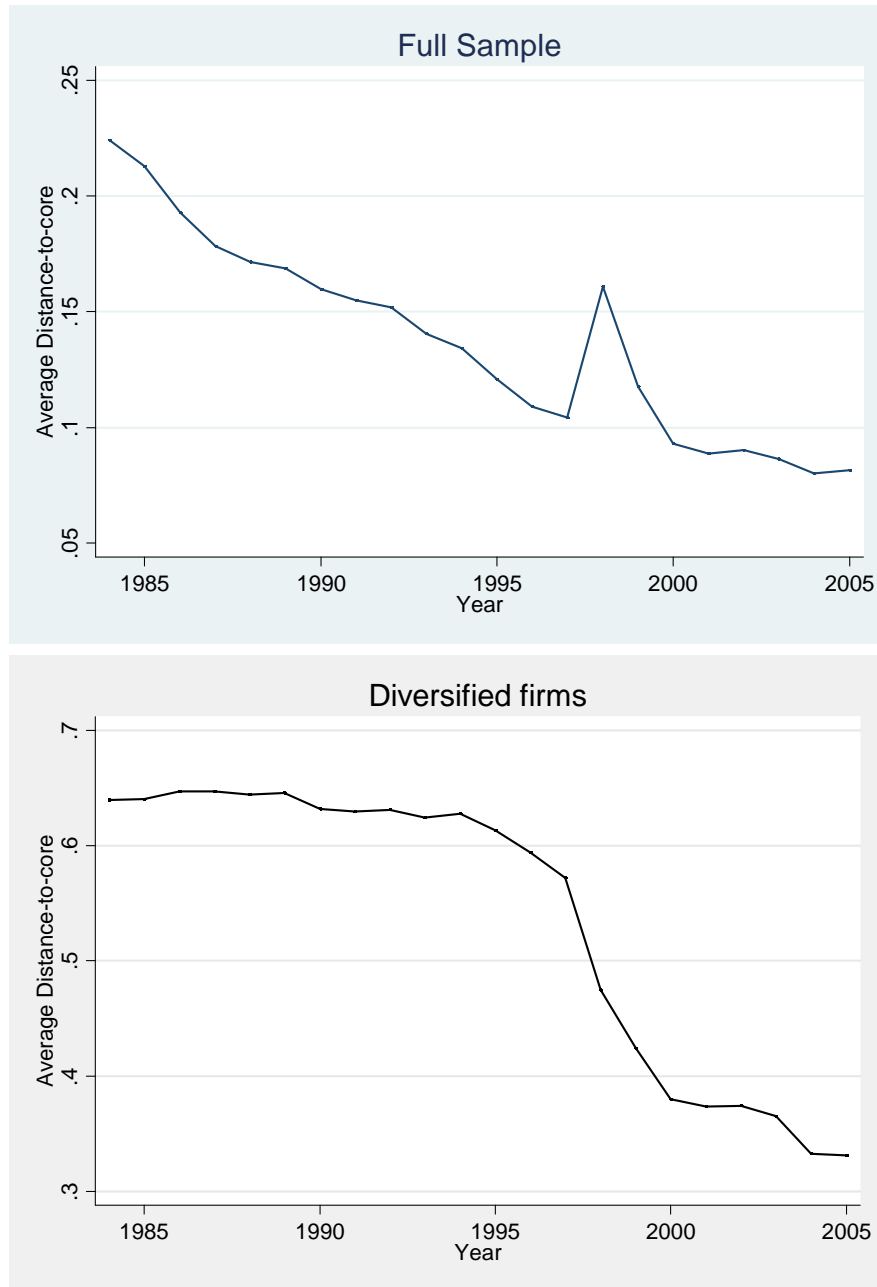 Full Sample
Average Distance-to-core
.25
.2
.15
.1
.05
1985 1990 1995 2000 2005
Year
Diversified firms
Average Distance-to-core
.7
.6
.5
.4
.3
1985 1990 1995 2000 2005
Year